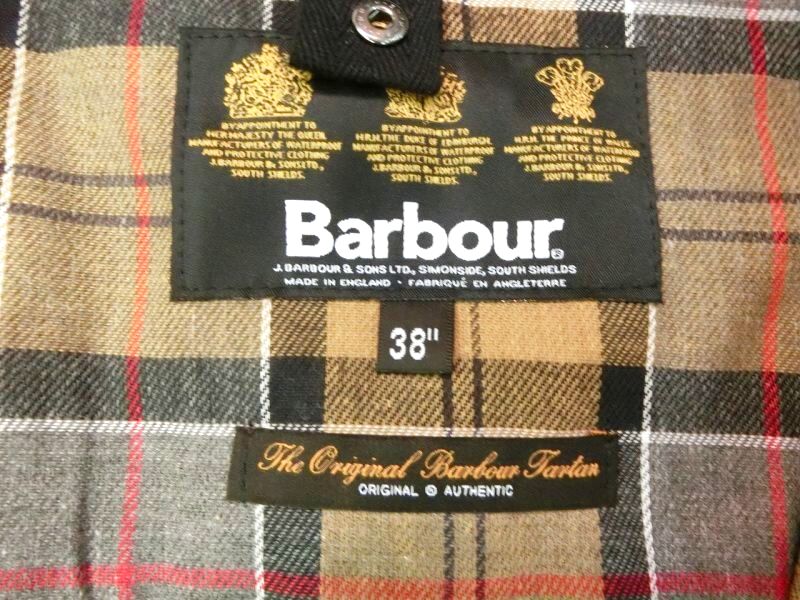 BY APPOINTMENT TO
HER MAJESTY THE QUEEN
MANUFACTURERS OF WATERPROOF
AND PROTECTIVE CLOTHING
J.BARBOUR & SONS LTD.
SOUTH SHIELDS.
BY APPOINTMENT TO
H.R.H. THE DUKE OF EDINBURGH
MANUFACTURERS OF WATERPROOF
AND PROTECTIVE CLOTHING
J.BARBOUR & SONS LTD.
SOUTH SHIELDS.
BY APPOINTMENT TO
H.R.H. THE PRINCE OF WALES
MANUFACTURERS OF WATERPROOF
AND PROTECTIVE CLOTHING
J.BARBOUR & SONS LTD.
SOUTH SHIELDS.
Barbour®
J.BARBOUR & SONS LTD., SIMONSIDE, SOUTH SHIELDS
MADE IN ENGLAND · FABRIQUÉ EN ANGLETERRE
38"
The Original Barbour Tartan
ORIGINAL ® AUTHENTIC